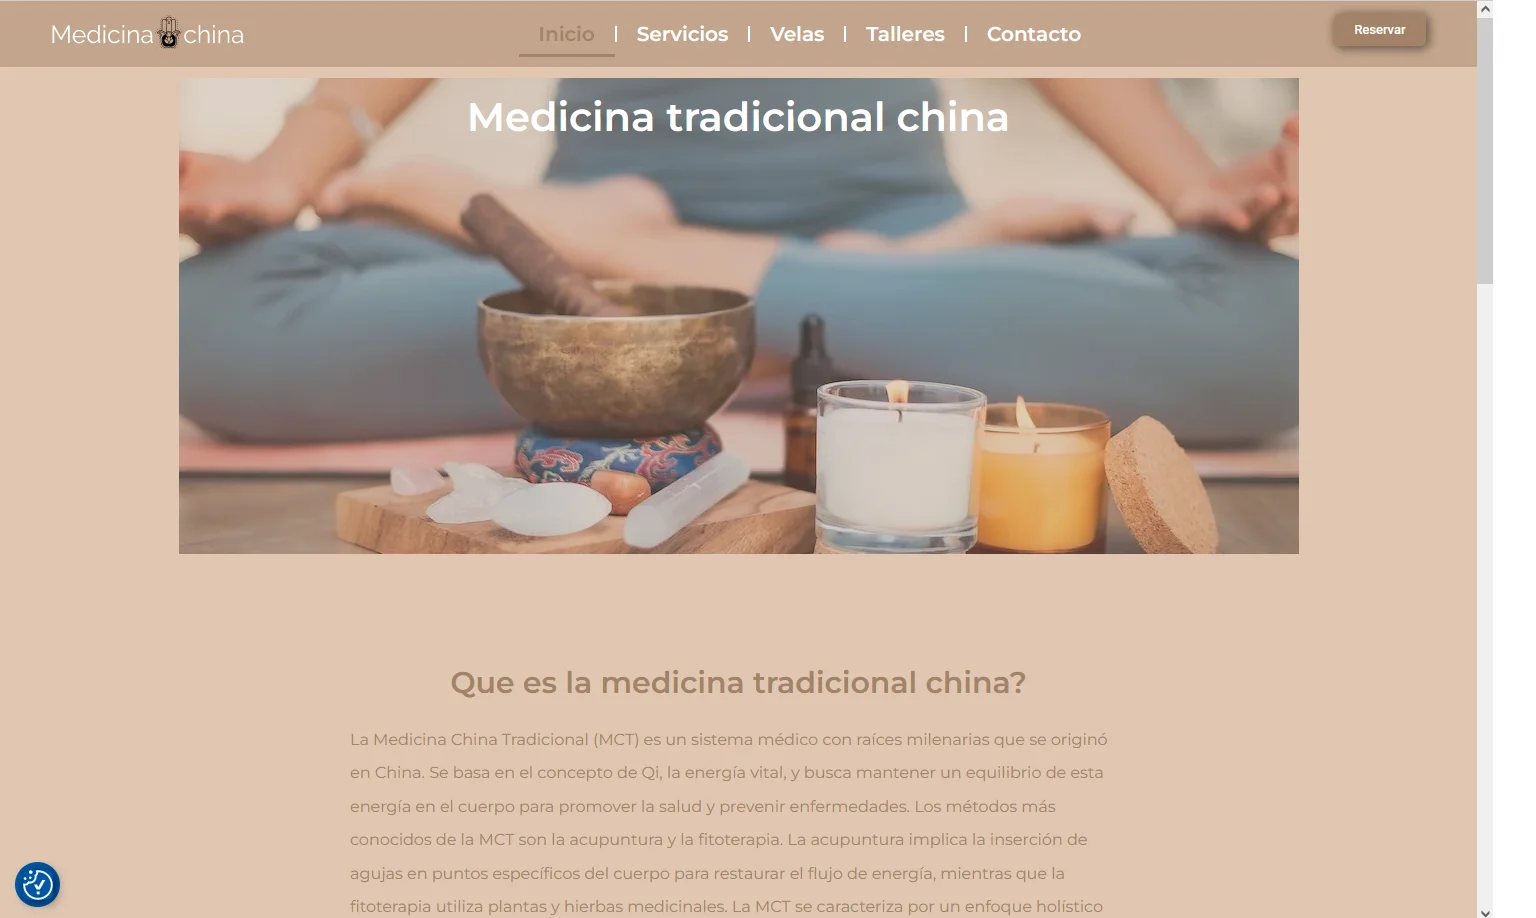 Medicina china
Inicio
Servicios
Velas
Talleres
Contacto
Reservar
Medicina tradicional china
Que es la medicina tradicional china?
La Medicina China Tradicional (MCT) es un sistema médico con raíces milenarias que se originó
en China. Se basa en el concepto de Qi, la energía vital, y busca mantener un equilibrio de esta
energía en el cuerpo para promover la salud y prevenir enfermedades. Los métodos más
conocidos de la MCT son la acupuntura y la fitoterapia. La acupuntura implica la inserción de
agujas en puntos específicos del cuerpo para restaurar el flujo de energía, mientras que la
fitoterapia utiliza plantas y hierbas medicinales. La MCT se caracteriza por un enfoque holístico